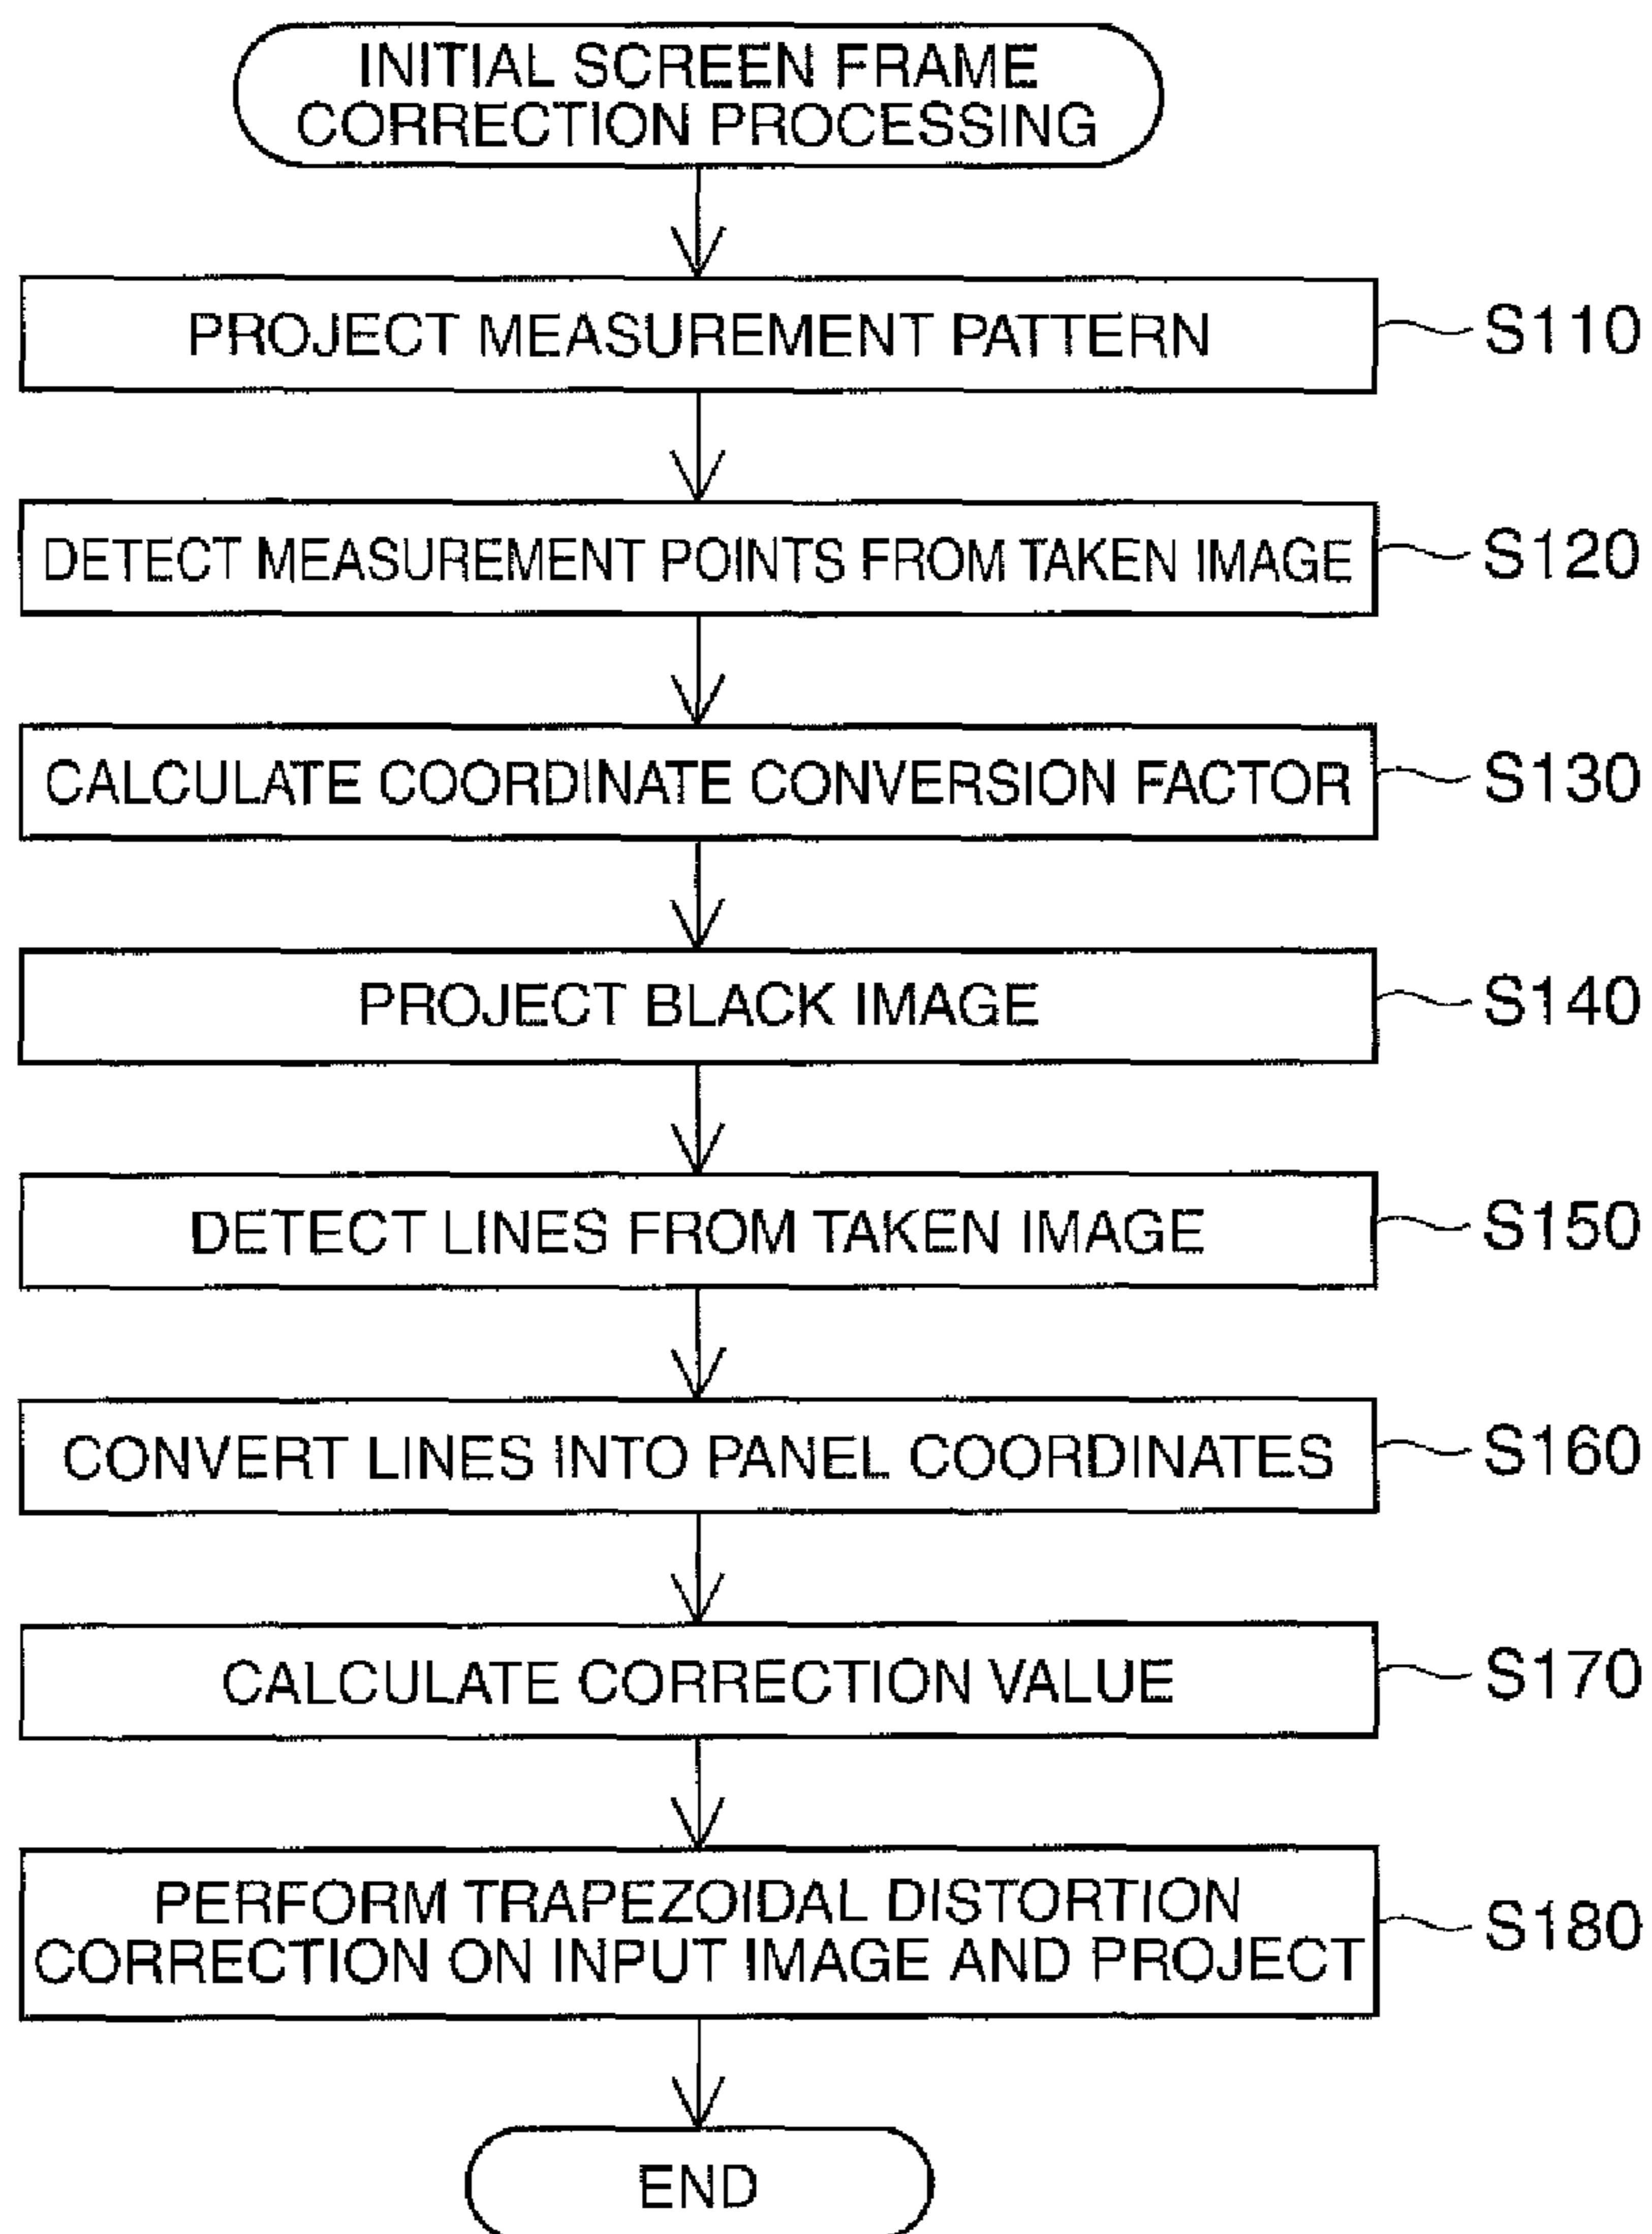 INITIAL SCREEN FRAME
CORRECTION PROCESSING
PROJECT MEASUREMENT PATTERN
S110
DETECT MEASUREMENT POINTS FROM TAKEN IMAGE
S120
CALCULATE COORDINATE CONVERSION FACTOR
S130
PROJECT BLACK IMAGE
S140
DETECT LINES FROM TAKEN IMAGE
S150
CONVERT LINES INTO PANEL COORDINATES
S160
CALCULATE CORRECTION VALUE
S170
PERFORM TRAPEZOIDAL DISTORTION
CORRECTION ON INPUT IMAGE AND PROJECT
S180
END